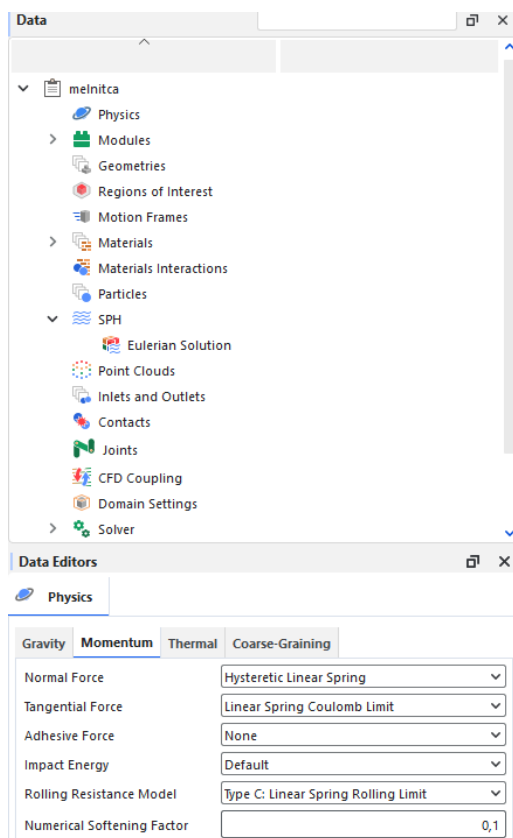 Data
melnitca
Physics
Modules
Geometries
Regions of Interest
Motion Frames
Materials
Materials Interactions
Particles
SPH
Eulerian Solution
Point Clouds
Inlets and Outlets
Contacts
Joints
CFD Coupling
Domain Settings
Solver
Data Editors
Physics
Gravity Momentum Thermal Coarse-Graining
Normal Force Hysteretic Linear Spring
Tangential Force Linear Spring Coulomb Limit
Adhesive Force None
Impact Energy Default
Rolling Resistance Model Type C: Linear Spring Rolling Limit
Numerical Softening Factor 0,1